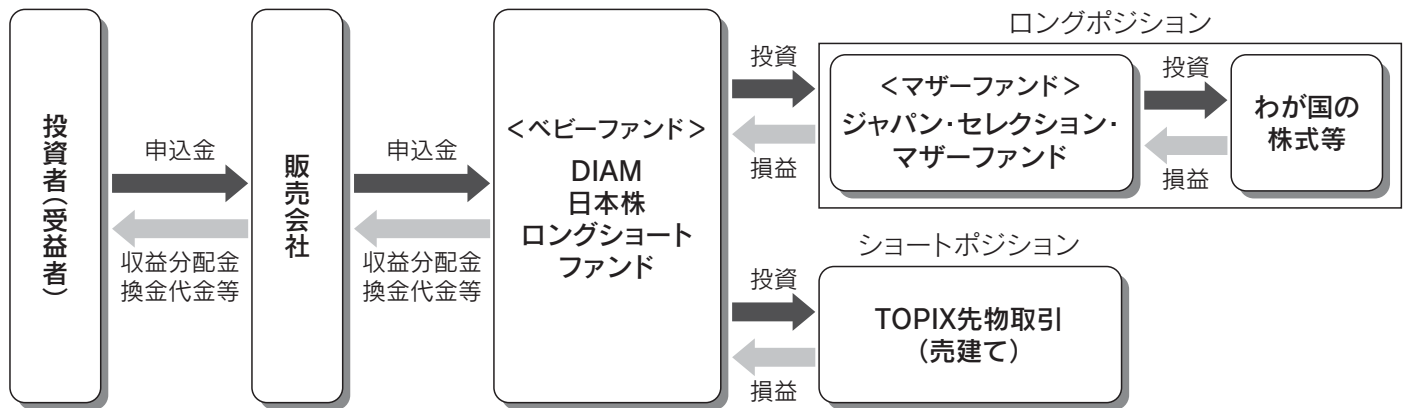 投資者（受益者）
申込金
収益分配金
換金代金等
販売会社
申込金
収益分配金
換金代金等
＜ベビーファンド＞
DIAM
日本株
ロングショート
ファンド
投資
損益
ロングポジション
＜マザーファンド＞
ジャパン・セレクション・
マザーファンド
投資
損益
わが国の
株式等
投資
損益
ショートポジション
TOPIX先物取引
（売建て）